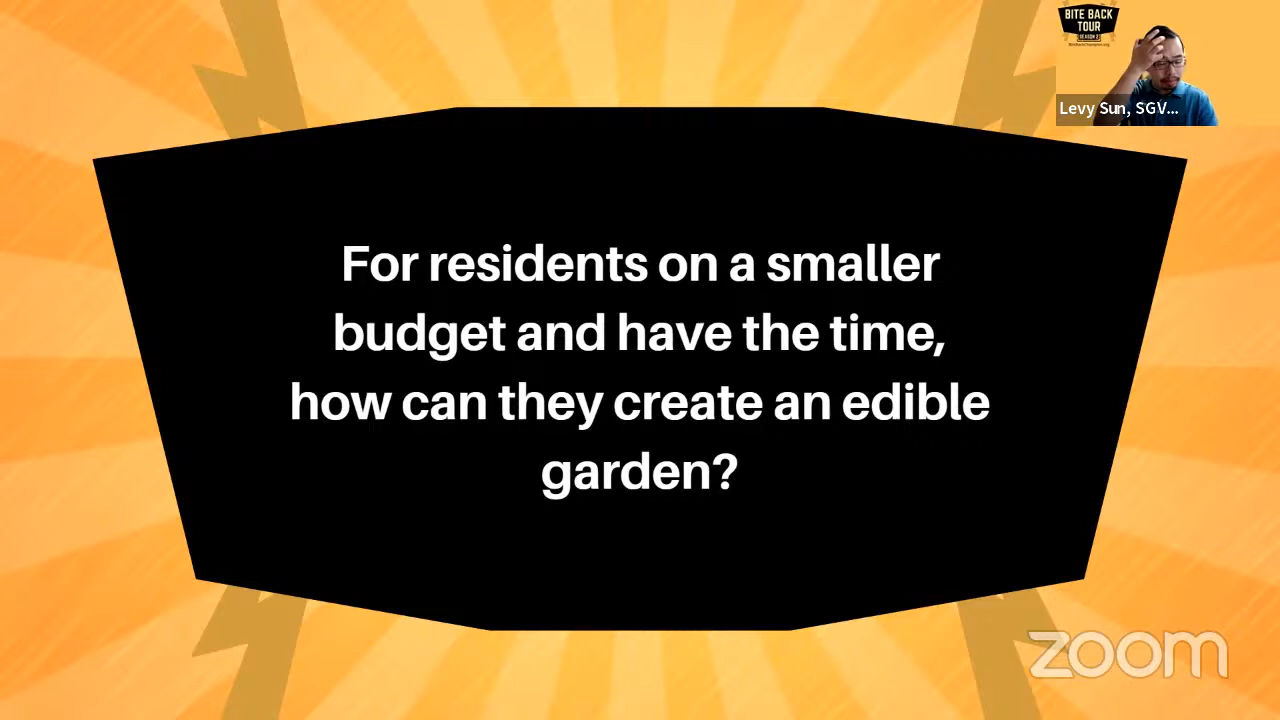 BITE BACK
TOUR
Levy Sun, SGV...
For residents on a smaller
budget and have the time,
how can they create an edible
garden?
zoom